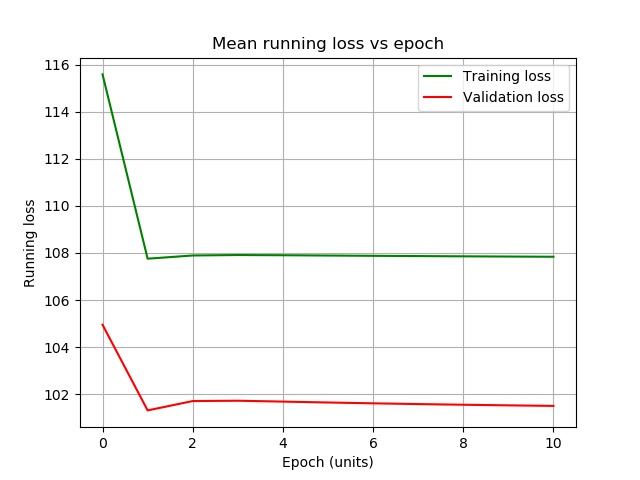 Mean running loss vs epoch
116
114
112
110
108
106
104
102
Running loss
Training loss
Validation loss
0 2 4 6 8 10
Epoch (units)